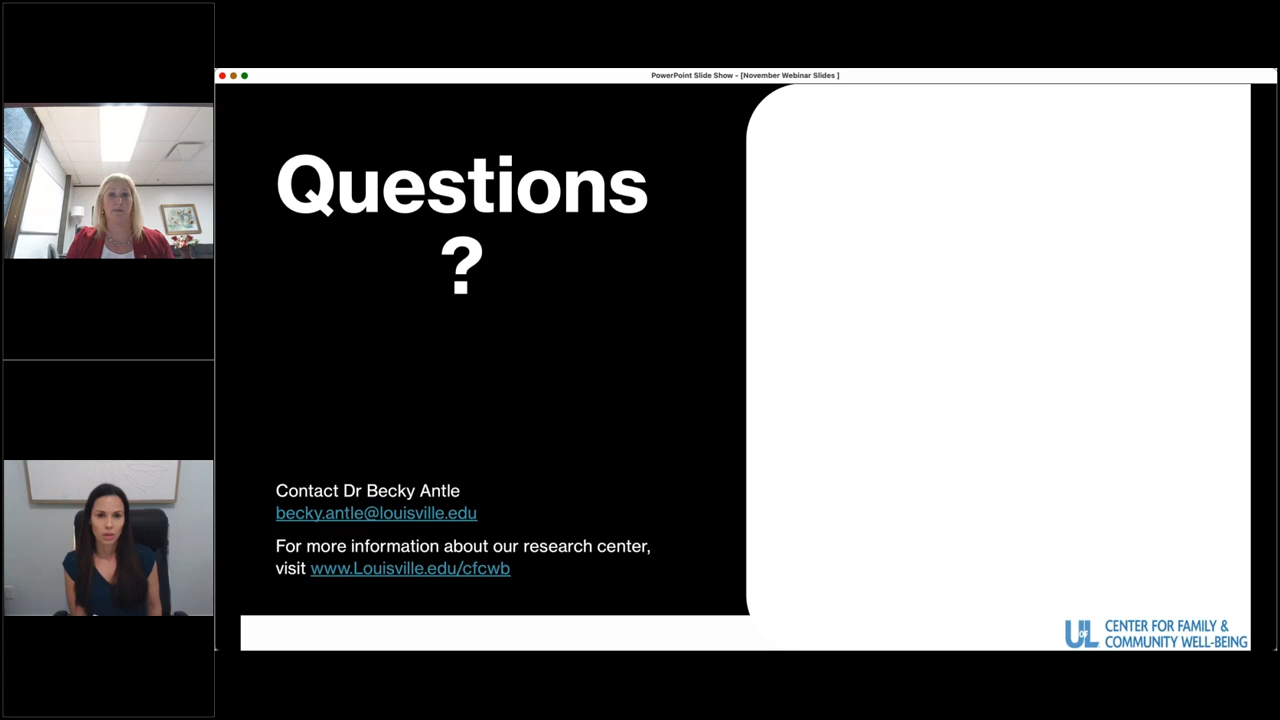 PowerPoint Slide Show - [November Webinar Slides ]
Questions
?
Contact Dr Becky Antle
becky.antle@louisville.edu
For more information about our research center,
visit www.Louisville.edu/cfcwb
UofL CENTER FOR FAMILY &
COMMUNITY WELL-BEING